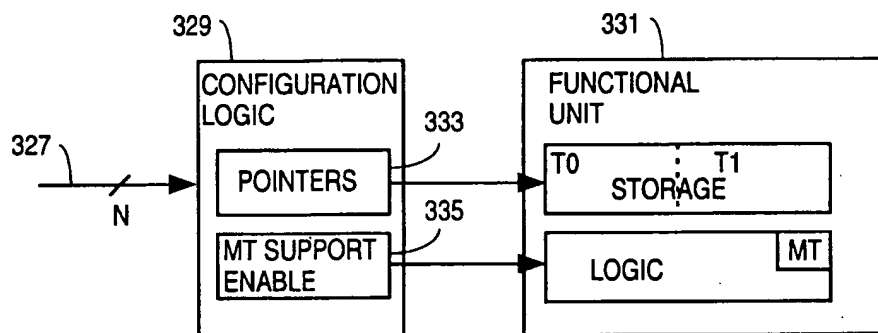 329
331
CONFIGURATION
LOGIC
FUNCTIONAL
UNIT
327
333
N
POINTERS
T0
T1
STORAGE
335
MT SUPPORT
ENABLE
MT
LOGIC